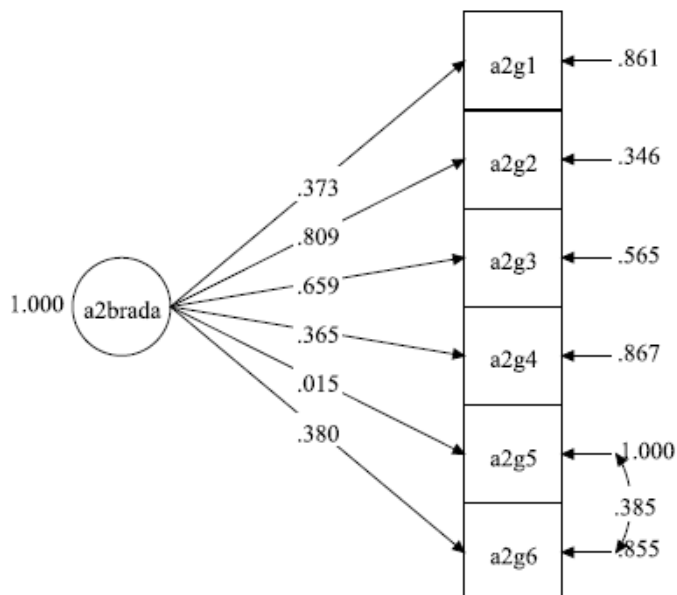 a2g1
.861
a2g2
.346
.373
.809
a2g3
.565
.659
1.000
a2brada
.365
a2g4
.867
.015
.380
a2g5
1.000
.385
a2g6
.855